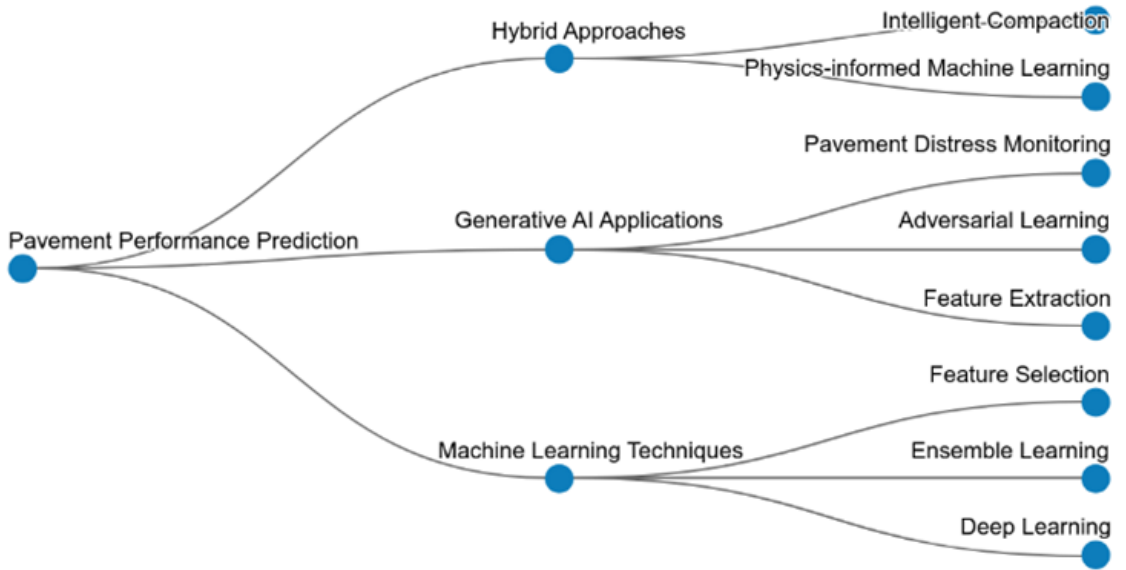 Hybrid Approaches
Intelligent Compaction
Physics-informed Machine Learning
Pavement Distress Monitoring
Generative AI Applications
Adversarial Learning
Pavement Performance Prediction
Feature Extraction
Feature Selection
Machine Learning Techniques
Ensemble Learning
Deep Learning